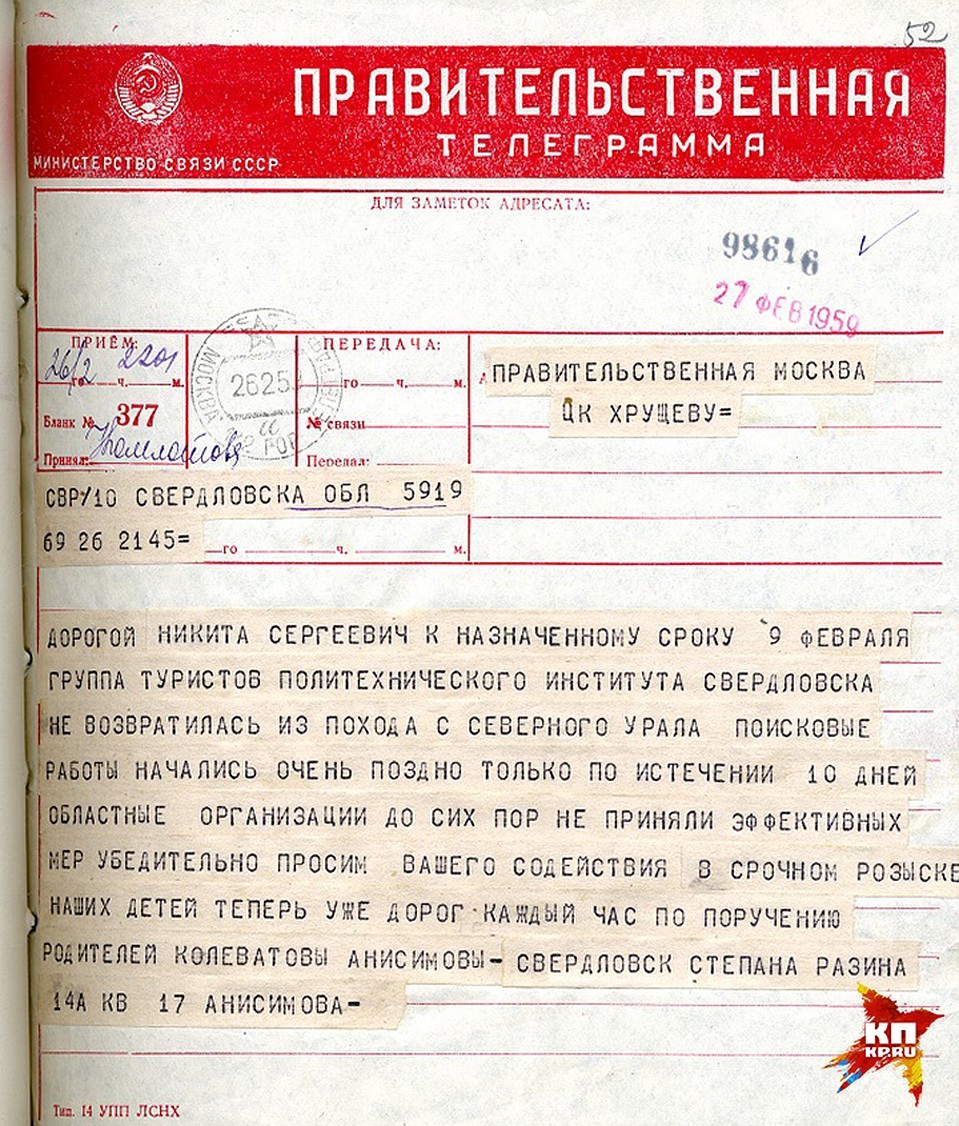 52
ПРАВИТЕЛЬСТВЕННАЯ
ТЕЛЕГРАММА
МИНИСТЕРСТВО СВЯЗИ СССР
ДЛЯ ЗАМЕТОК АДРЕСАТА:
98616
27 ФЕВ 1959
ПРИЁМ:
26/2 2201
го ч. м.
Бланк № 377
Принял:
МОСКВА
26259
ПЕРЕДАЧА:
го ч. м.
№ связи
Передал:
ПРАВИТЕЛЬСТВЕННАЯ МОСКВА
ЦК ХРУЩЕВУ=
СВР/10 СВЕРДЛОВСКА ОБЛ 5919
69 26 2145=
го ч. м.
ДОРОГОЙ НИКИТА СЕРГЕЕВИЧ К НАЗНАЧЕННОМУ СРОКУ 9 ФЕВРАЛЯ
ГРУППА ТУРИСТОВ ПОЛИТЕХНИЧЕСКОГО ИНСТИТУТА СВЕРДЛОВСКА
НЕ ВОЗВРАТИЛАСЬ ИЗ ПОХОДА С СЕВЕРНОГО УРАЛА ПОИСКОВЫЕ
РАБОТЫ НАЧАЛИСЬ ОЧЕНЬ ПОЗДНО ТОЛЬКО ПО ИСТЕЧЕНИИ 10 ДНЕЙ
ОБЛАСТНЫЕ ОРГАНИЗАЦИИ ДО СИХ ПОР НЕ ПРИНЯЛИ ЭФФЕКТИВНЫХ
МЕР УБЕДИТЕЛЬНО ПРОСИМ ВАШЕГО СОДЕЙСТВИЯ В СРОЧНОМ РОЗЫСКЕ
НАШИХ ДЕТЕЙ ТЕПЕРЬ УЖЕ ДОРОГ КАЖДЫЙ ЧАС ПО ПОРУЧЕНИЮ
РОДИТЕЛЕЙ КОЛЕВАТОВЫ АНИСИМОВЫ- СВЕРДЛОВСК СТЕПАНА РАЗИНА
14А КВ 17 АНИСИМОВА-
КП
KP.RU
Тип. 14 УПП ЛСНХ